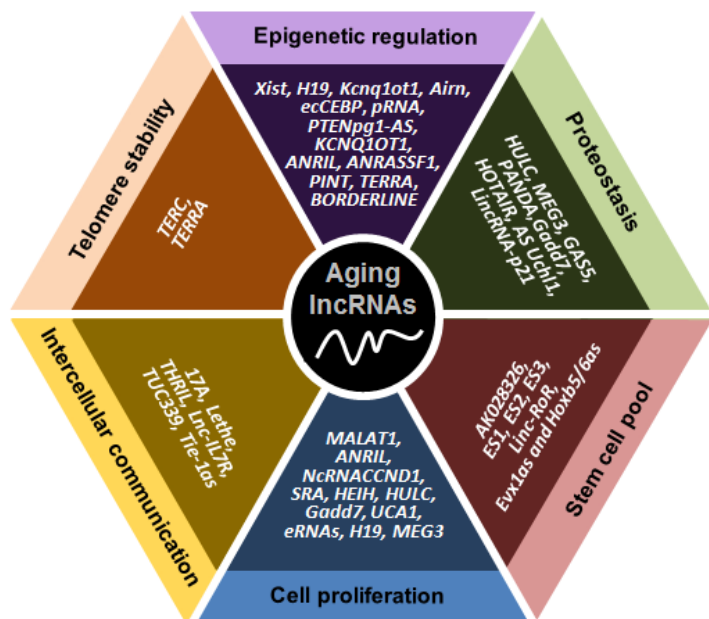 Epigenetic regulation
Xist, H19, Kcnq1ot1, Airn,
ecCEBP, pRNA,
PTENpg1-AS,
KCNQ1OT1,
ANRIL, ANRASSF1,
PINT, TERRA,
BORDERLINE
Proteostasis
HULC, MEG3, GAS5,
PANDA,Gadd7,
HOTAIR, AS Uchl1,
LincRNA-p21
Stem cell pool
AK028326,
ES1, ES2, ES3,
Linc-RoR,
Evx1as and Hoxb5/6as
Cell proliferation
MALAT1,
ANRIL,
NcRNACCND1,
SRA, HEIH, HULC,
Gadd7, UCA1,
eRNAs, H19, MEG3
Intercellular communication
17A, Lethe,
THRIL, Lnc-IL7R,
TUC339, Tie-1as
Telomere stability
TERC,
TERRA
Aging
lncRNAs